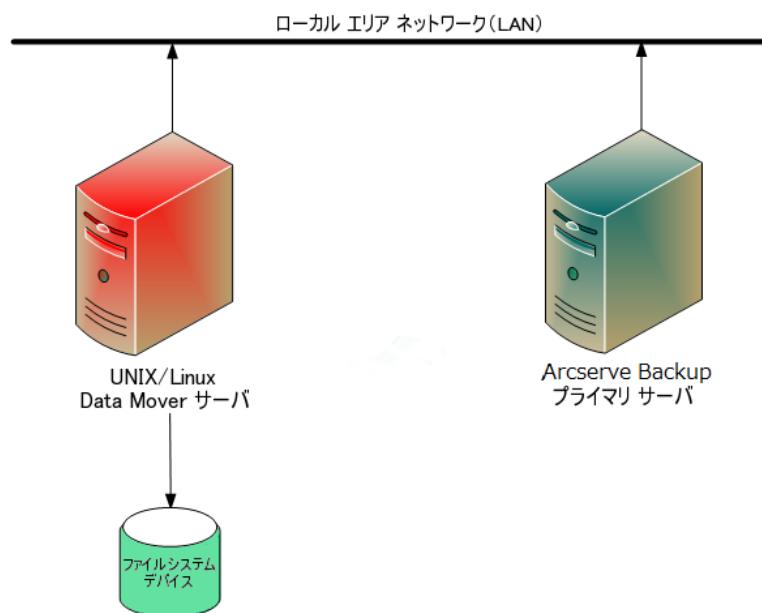 ローカル エリア ネットワーク(LAN)
UNIX/Linux
Data Mover サーバ
Arcserve Backup
プライマリ サーバ
ファイルシステム
デバイス